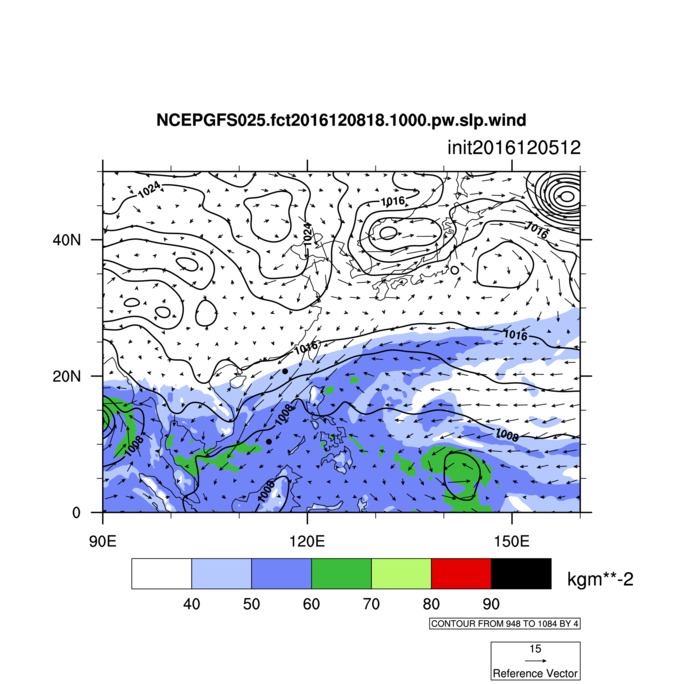 NCEPGFS025.fct2016120818.1000.pw.slp.wind
init2016120512
1024
1016
1024
1016
40N
1016
1016
20N
1008
1008
1008
1008
0
90E 120E 150E
40 50 60 70 80 90
kgm**-2
CONTOUR FROM 948 TO 1084 BY 4
15
Reference Vector